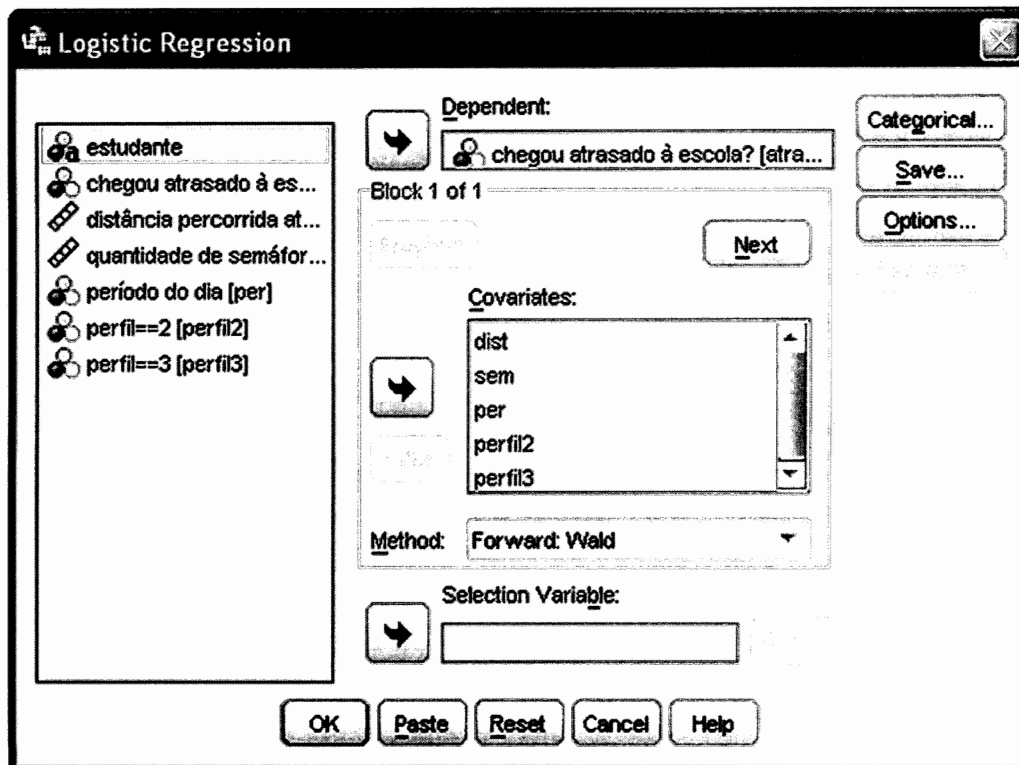 Logistic Regression
estudante
chegou atrasado à es...
distância percorrida at...
quantidade de semáfor...
período do dia [per]
perfil==2 [perfil2]
perfil==3 [perfil3]
Dependent:
chegou atrasado à escola? [atra...
Block 1 of 1
Next
Covariates:
dist
sem
per
perfil2
perfil3
Method:
Forward: Wald
Selection Variable:
Categorical...
Save...
Options...
OK
Paste
Reset
Cancel
Help